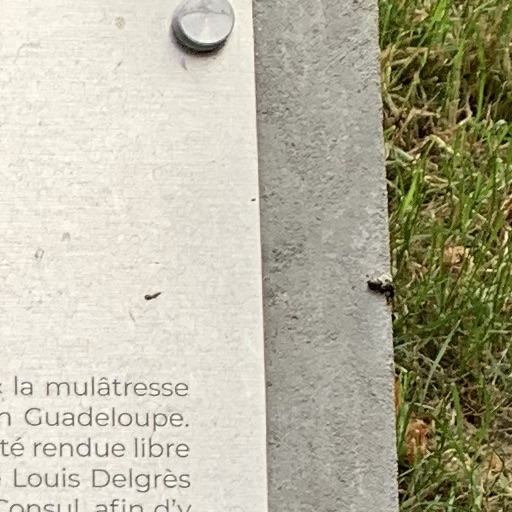 la mulâtresse
Guadeloupe.
té rendue libre
Louis Delgrès
Consul, afin d'y